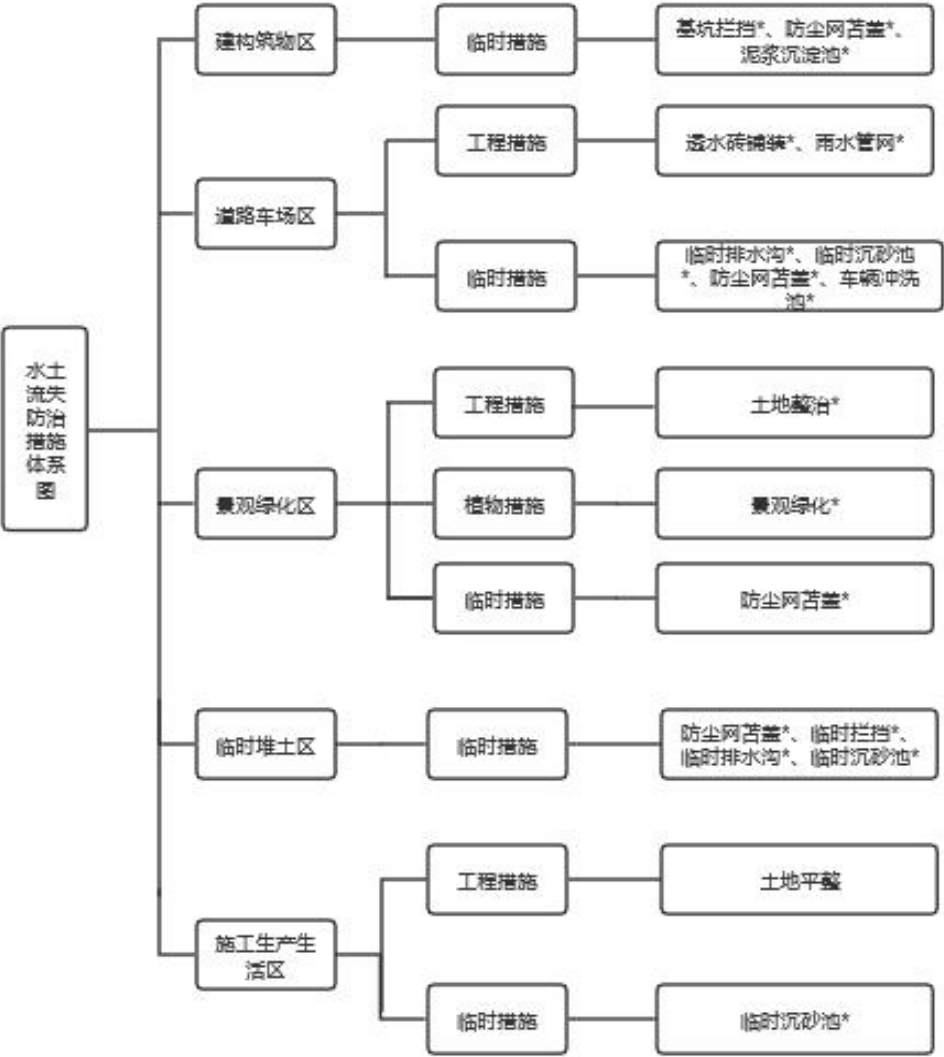 水土
流失
防治
措施
体系
图
建构筑物区
临时措施
基坑拦挡*、防尘网苫盖*、
泥浆沉淀池*
道路车场区
工程措施
透水砖铺装*、雨水管网*
临时措施
临时排水沟*、临时沉砂池
*、防尘网苫盖*、车辆冲洗
池*
景观绿化区
工程措施
土地整治*
植物措施
景观绿化*
临时措施
防尘网苫盖*
临时堆土区
临时措施
防尘网苫盖*、临时拦挡*、
临时排水沟*、临时沉砂池*
施工生产生
活区
工程措施
土地平整
临时措施
临时沉砂池*